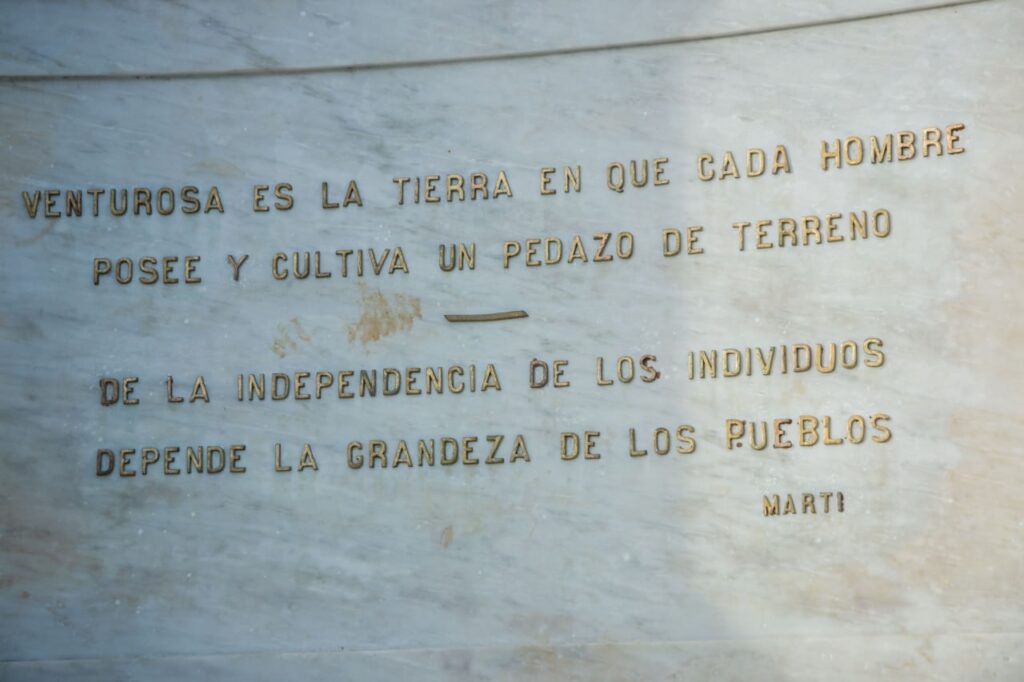 VENTUROSA ES LA TIERRA EN QUE CADA HOMBRE
POSEE Y CULTIVA UN PEDAZO DE TERRENO
DE LA INDEPENDENCIA DE LOS INDIVIDUOS
DEPENDE LA GRANDEZA DE LOS PUEBLOS
MARTI